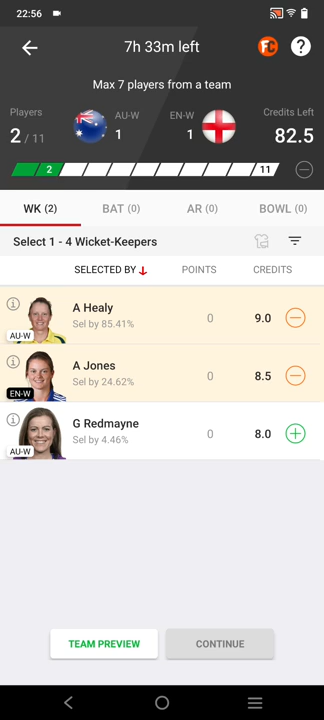 22:56
7h 33m left
FC
?
Max 7 players from a team
Players
AU-W
EN-W
Credits Left
2 / 11
1
1
82.5
2
11
WK (2)
BAT (0)
AR (0)
BOWL (0)
Select 1 - 4 Wicket-Keepers
SELECTED BY
POINTS
CREDITS
A Healy
Sel by 85.41%
0
9.0
AU-W
A Jones
Sel by 24.62%
0
8.5
EN-W
G Redmayne
Sel by 4.46%
0
8.0
AU-W
TEAM PREVIEW
CONTINUE